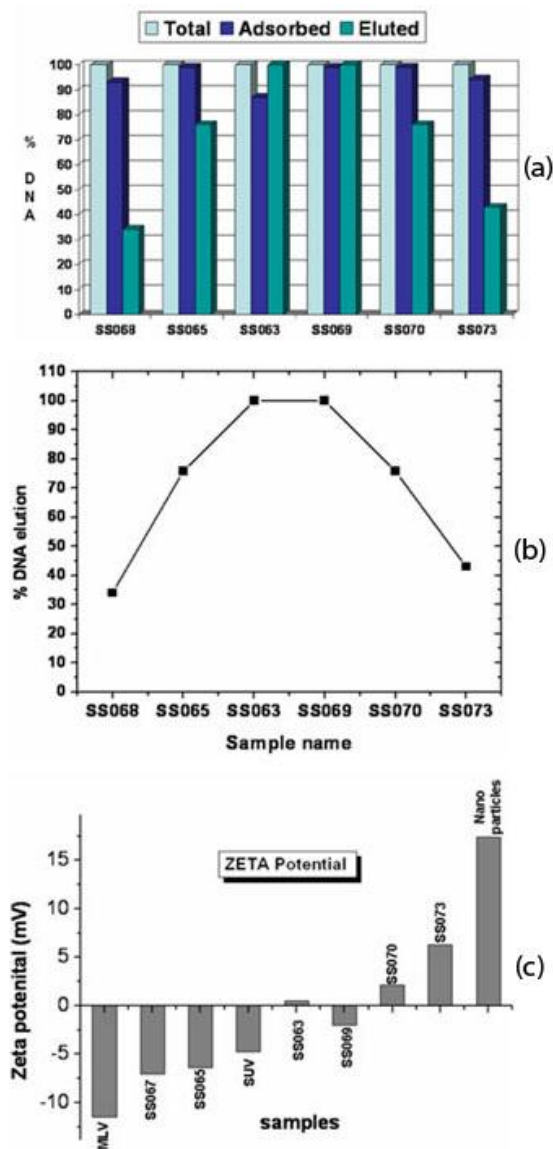 Total Adsorbed Eluted
100
90
80
70
60
50
40
30
20
10
0
% DNA
SS068 SS065 SS063 SS069 SS070 SS073
(a)
110
100
90
80
70
60
50
40
30
20
10
0
% DNA elution
SS068 SS065 SS063 SS069 SS070 SS073
Sample name
(b)
ZETA Potential
15
10
5
0
-5
-10
Zeta potenital (mV)
MLV
SS067
SS065
SUV
SS063
SS069
SS070
SS073
Nano
particles
samples
(c)